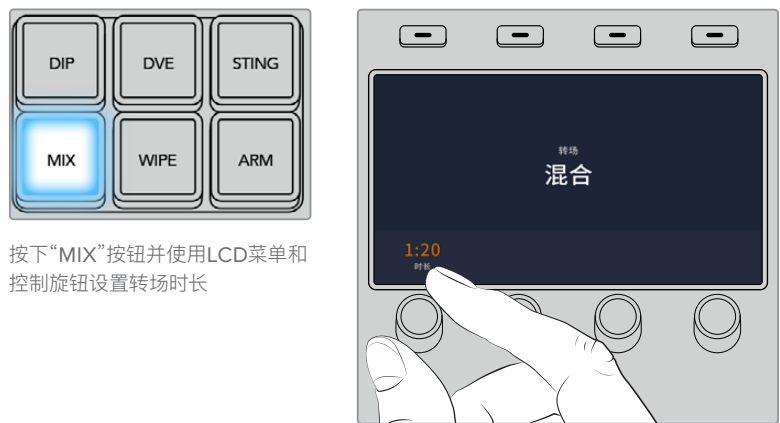 DIP
DVE
STING
MIX
WIPE
ARM
按下“MIX”按钮并使用LCD菜单和
控制旋钮设置转场时长
转场
混合
1:20
时长